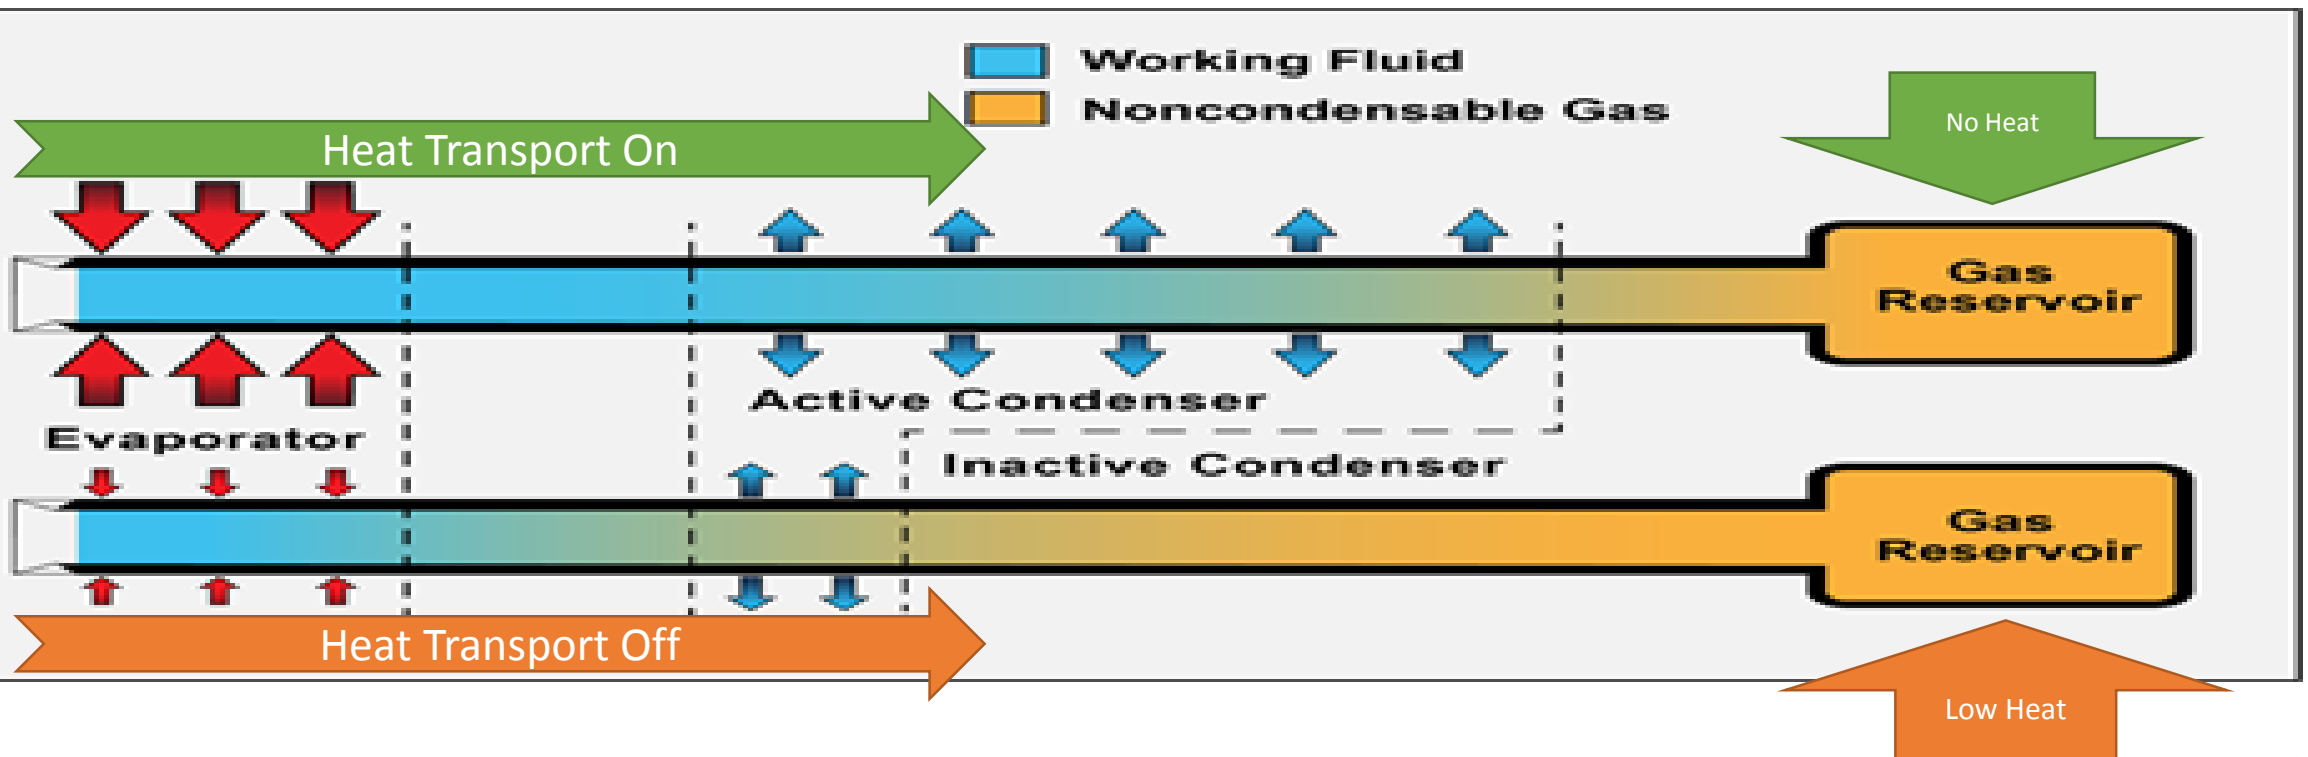 Working Fluid
Noncondensable Gas
No Heat
Heat Transport On
Gas
Reservoir
Active Condenser
Evaporator
Inactive Condenser
Gas
Reservoir
Heat Transport Off
Low Heat